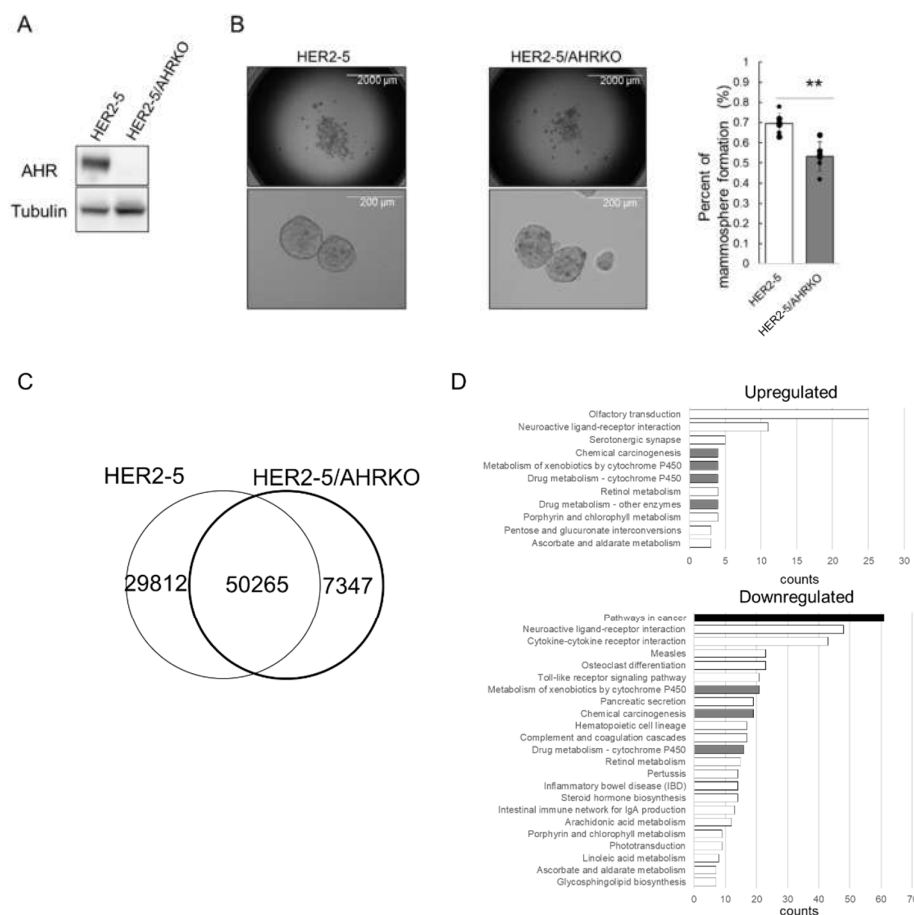 A
HER2-5
HER2-5/AHRKO
AHR
Tubulin
B
HER2-5
2000 µm
200 µm
HER2-5/AHRKO
2000 µm
200 µm
Percent of
mammosphere formation (%)
1
0.9
0.8
0.7
0.6
0.5
0.4
0.3
0.2
0.1
0
**
HER2-5
HER2-5/AHRKO
C
HER2-5
HER2-5/AHRKO
29812
50265
7347
D
Upregulated
Olfactory transduction
Neuroactive ligand-receptor interaction
Serotonergic synapse
Chemical carcinogenesis
Metabolism of xenobiotics by cytochrome P450
Drug metabolism - cytochrome P450
Retinol metabolism
Drug metabolism - other enzymes
Porphyrin and chlorophyll metabolism
Pentose and glucuronate interconversions
Ascorbate and aldarate metabolism
0 5 10 15 20 25 30
counts
Downregulated
Pathways in cancer
Neuroactive ligand-receptor interaction
Cytokine-cytokine receptor interaction
Measles
Osteoclast differentiation
Toll-like receptor signaling pathway
Metabolism of xenobiotics by cytochrome P450
Pancreatic secretion
Chemical carcinogenesis
Hematopoietic cell lineage
Complement and coagulation cascades
Drug metabolism - cytochrome P450
Retinol metabolism
Pertussis
Inflammatory bowel disease (IBD)
Steroid hormone biosynthesis
Intestinal immune network for IgA production
Arachidonic acid metabolism
Porphyrin and chlorophyll metabolism
Phototransduction
Linoleic acid metabolism
Ascorbate and aldarate metabolism
Glycosphingolipid biosynthesis
0 10 20 30 40 50 60 70
counts